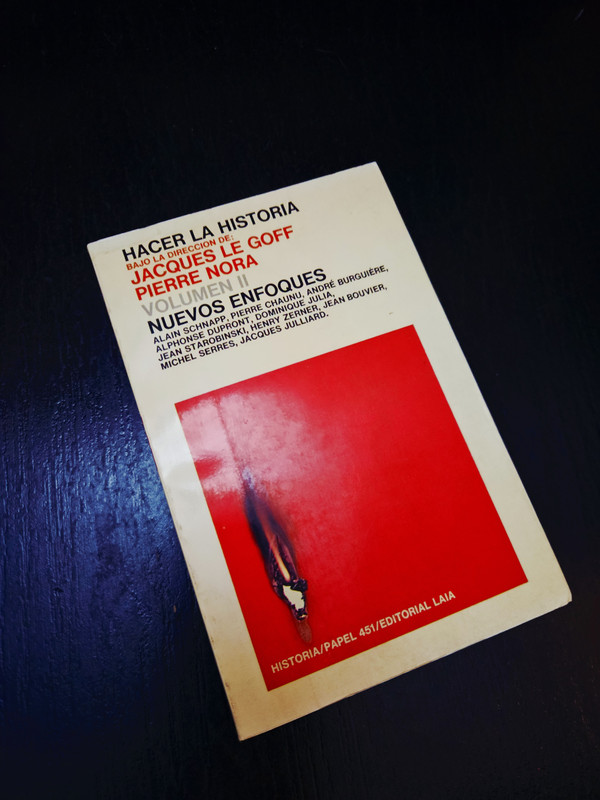 HACER LA HISTORIA
BAJO LA DIRECCION DE:
JACQUES LE GOFF
PIERRE NORA
VOLUMEN II
NUEVOS ENFOQUES
ALAIN SCHNAPP, PIERRE CHAUNU, ANDRÉ BURGUIÈRE,
ALPHONSE DUPRONT, DOMINIQUE JULIA,
JEAN STAROBINSKI, HENRY ZERNER, JEAN BOUVIER,
MICHEL SERRES, JACQUES JULLIARD.
HISTORIA/PAPEL 451/EDITORIAL LAIA